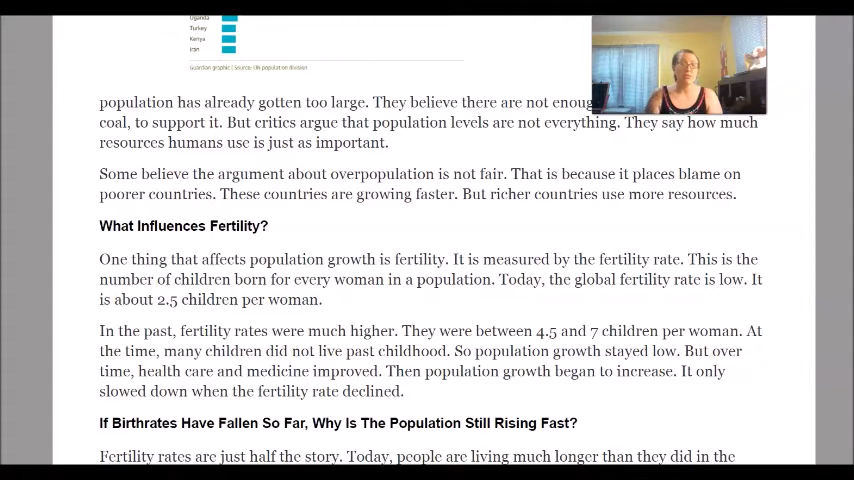 Uganda
Turkey
Kenya
Iran
Guardian graphic | Source: UN population division
population has already gotten too large. They believe there are not enoug
coal, to support it. But critics argue that population levels are not everything. They say how much
resources humans use is just as important.
Some believe the argument about overpopulation is not fair. That is because it places blame on
poorer countries. These countries are growing faster. But richer countries use more resources.
What Influences Fertility?
One thing that affects population growth is fertility. It is measured by the fertility rate. This is the
number of children born for every woman in a population. Today, the global fertility rate is low. It
is about 2.5 children per woman.
In the past, fertility rates were much higher. They were between 4.5 and 7 children per woman. At
the time, many children did not live past childhood. So population growth stayed low. But over
time, health care and medicine improved. Then population growth began to increase. It only
slowed down when the fertility rate declined.
If Birthrates Have Fallen So Far, Why Is The Population Still Rising Fast?
Fertility rates are just half the story. Today, people are living much longer than they did in the